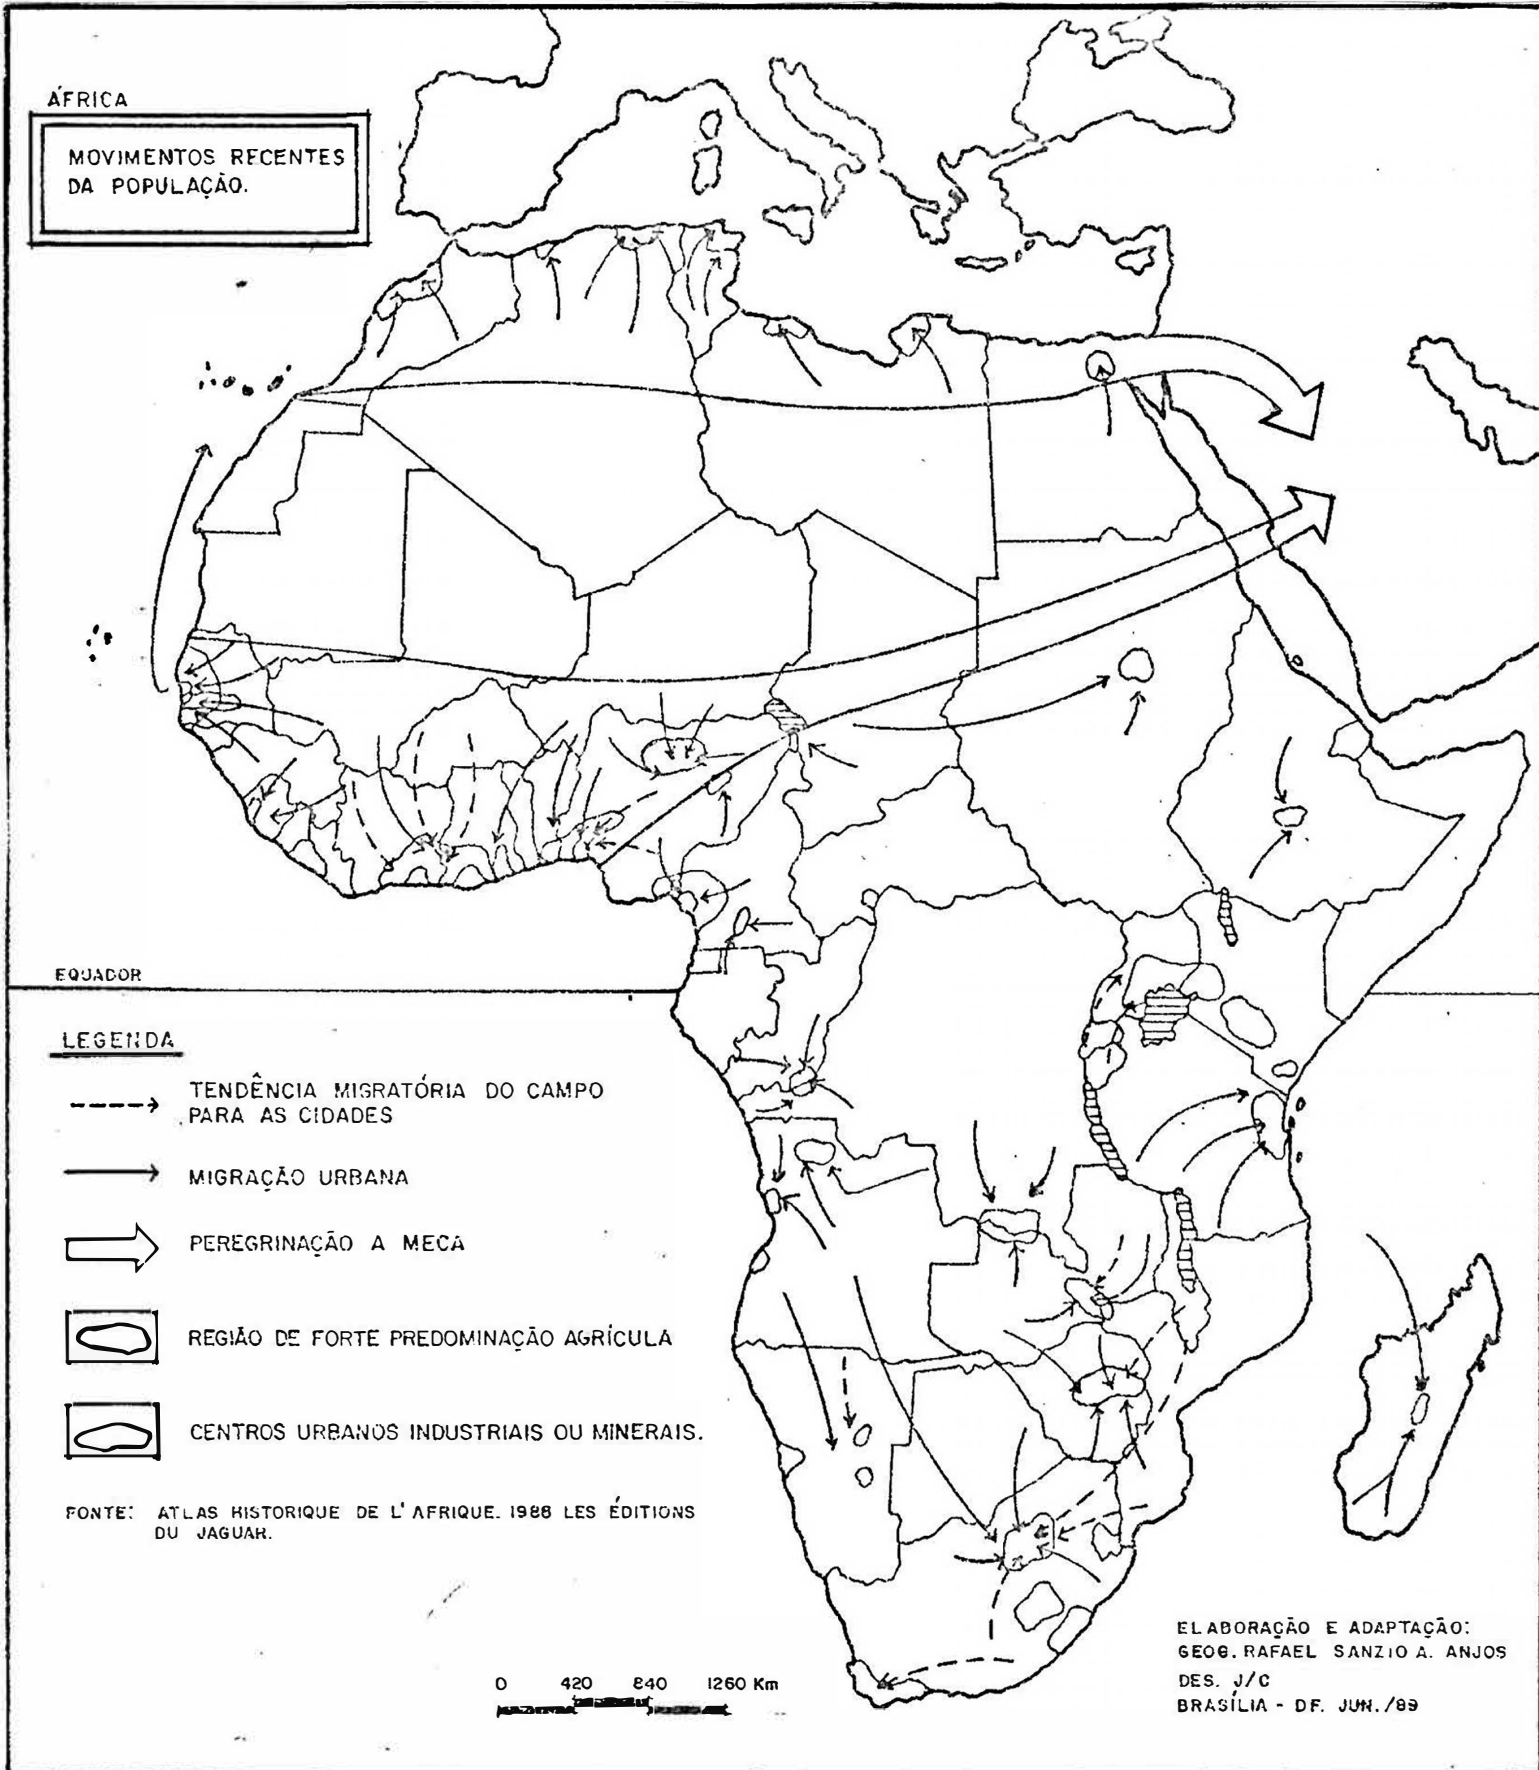 ÁFRICA
MOVIMENTOS RECENTES
DA POPULAÇÃO.
EQUADOR
LEGENDA
TENDÊNCIA MIGRATÓRIA DO CAMPO
PARA AS CIDADES
MIGRAÇÃO URBANA
PEREGRINAÇÃO A MECA
REGIÃO DE FORTE PREDOMINAÇÃO AGRÍCULA
CENTROS URBANOS INDUSTRIAIS OU MINERAIS.
FONTE: ATLAS HISTORIQUE DE L'AFRIQUE. 1988 LES ÉDITIONS
DU JAGUAR.
0 420 840 1260 Km
ELABORAÇÃO E ADAPTAÇÃO:
GEOG. RAFAEL SANZIO A. ANJOS
DES. J/C
BRASÍLIA - DF. JUN./89